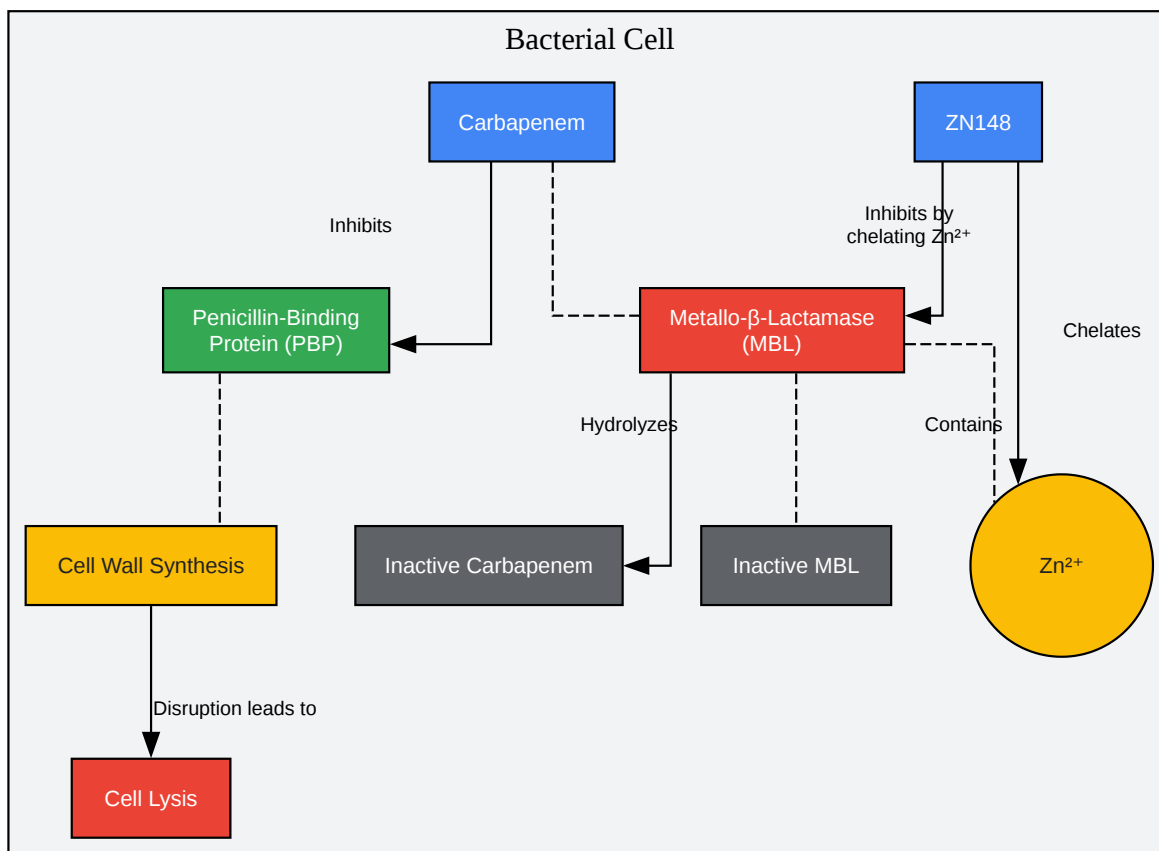 Bacterial Cell
Carbapenem
ZN148
Inhibits
Inhibits by
chelating Zn²⁺
Penicillin-Binding
Protein (PBP)
Metallo-β-Lactamase
(MBL)
Chelates
Hydrolyzes
Contains
Cell Wall Synthesis
Inactive Carbapenem
Inactive MBL
Zn²⁺
Disruption leads to
Cell Lysis